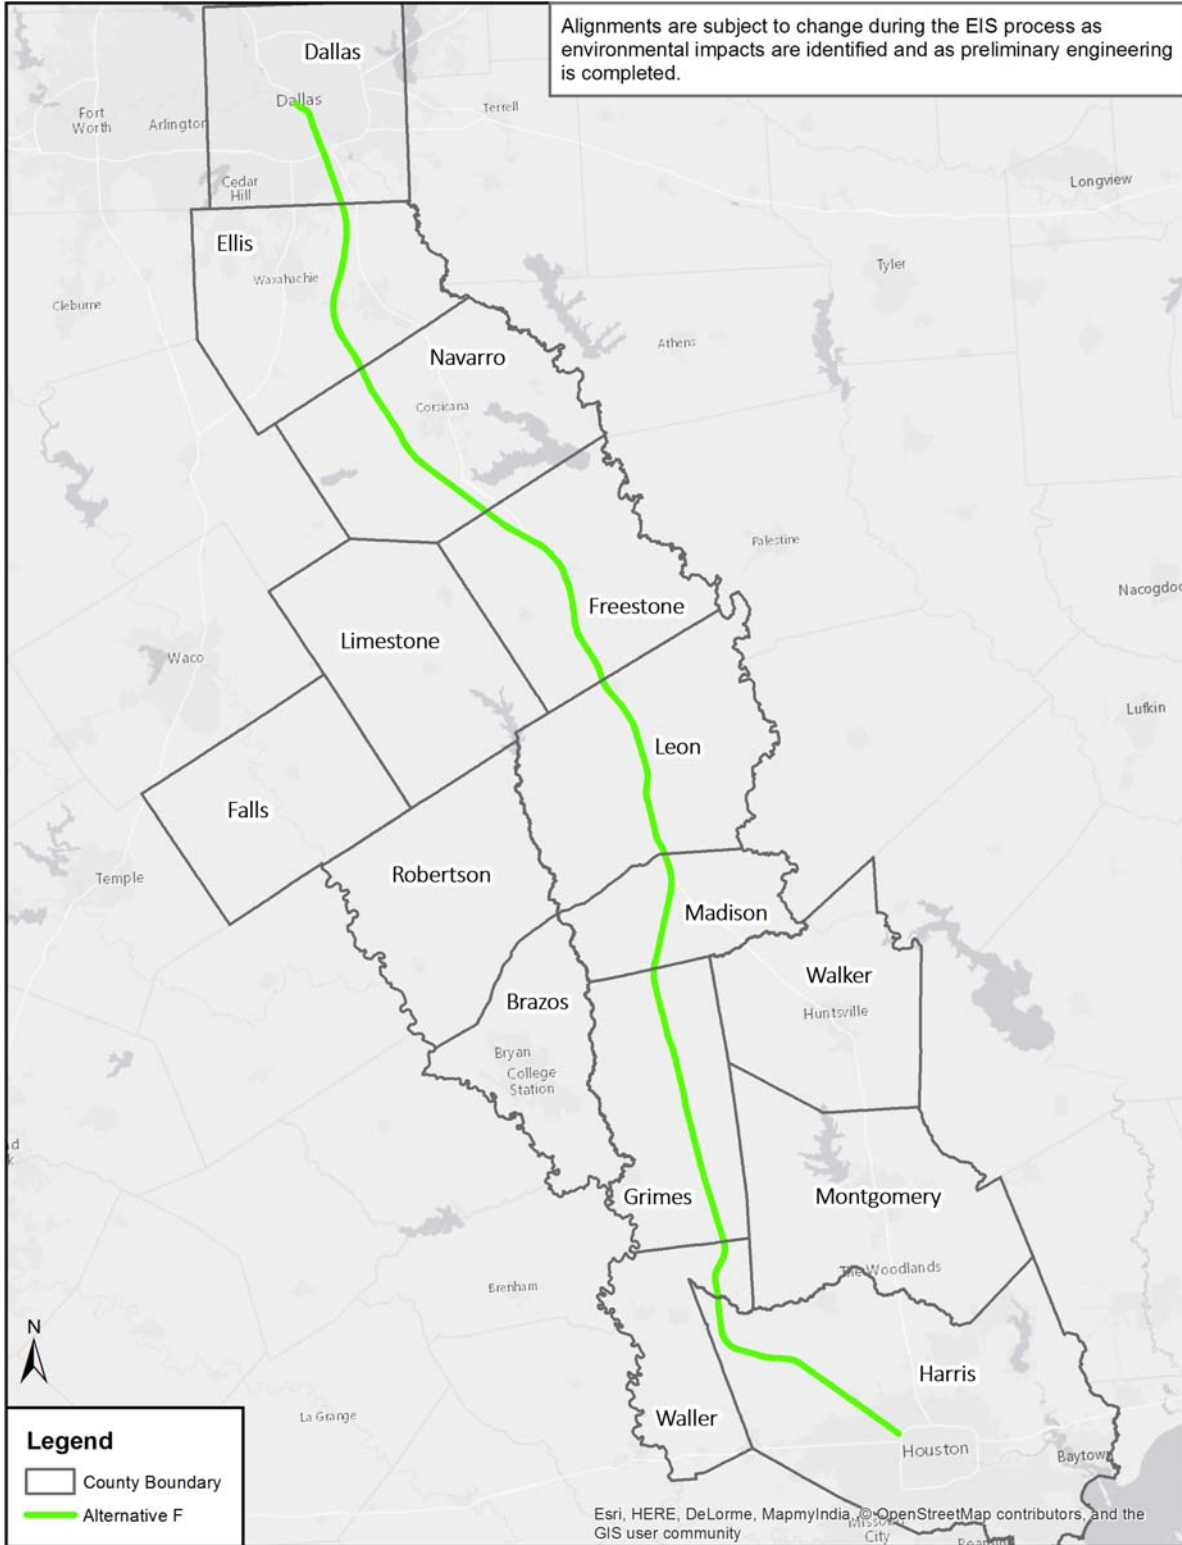 Alignments are subject to change during the EIS process as
environmental impacts are identified and as preliminary engineering
is completed.
Dallas
Dallas
Terrell
Fort
Worth
Arlington
Cedar
Hill
Longview
Ellis
Tyler
Waxahachie
Cleburne
Athens
Navarro
Corsicana
Palestine
Nacogdoc
Freestone
Limestone
Waco
Lufkin
Leon
Falls
Temple
Robertson
Madison
Walker
Brazos
Huntsville
Bryan
College
Station
d
k
Grimes
Montgomery
The Woodlands
Brenham
N
Harris
La Grange
Waller
Houston
Baytown
Legend
County Boundary
Alternative F
Esri, HERE, DeLorme, MapmyIndia, © OpenStreetMap contributors, and the
GIS user community
City